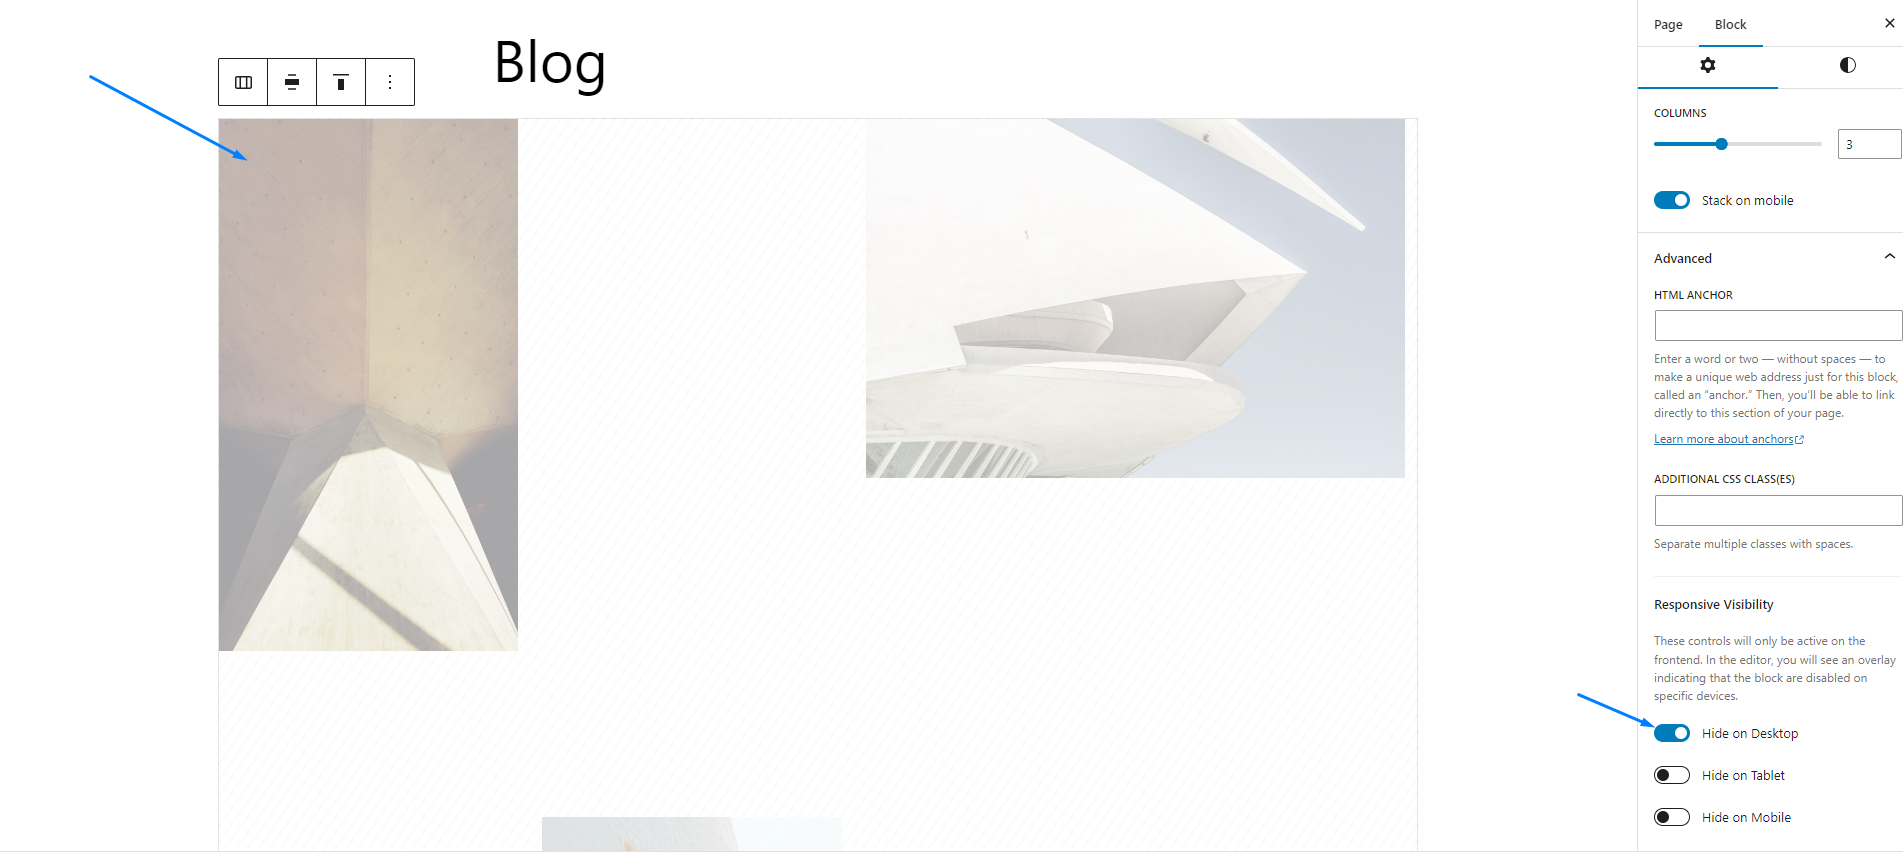 Blog
Page
Block
COLUMNS
3
Stack on mobile
Advanced
HTML ANCHOR
Enter a word or two — without spaces — to
make a unique web address just for this block,
called an “anchor.” Then, you’ll be able to link
directly to this section of your page.
Learn more about anchors
ADDITIONAL CSS CLASS(ES)
Separate multiple classes with spaces.
Responsive Visibility
These controls will only be active on the
frontend. In the editor, you will see an overlay
indicating that the block are disabled on
specific devices.
Hide on Desktop
Hide on Tablet
Hide on Mobile